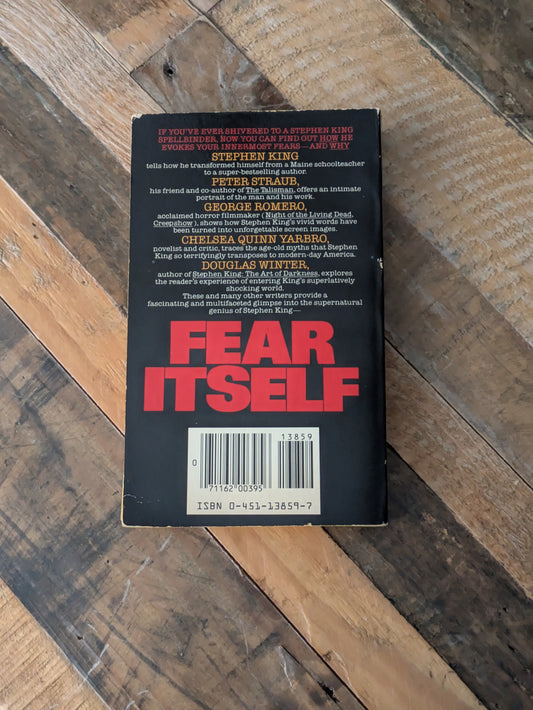 IF YOU'VE EVER SHIVERED TO A STEPHEN KING
SPELLBINDER, NOW YOU CAN FIND OUT HOW HE
EVOKES YOUR INNERMOST FEARS—AND WHY
STEPHEN KING
tells how he transformed himself from a Maine schoolteacher
to a super-bestselling author.
PETER STRAUB,
his friend and co-author of The Talisman, offers an intimate
portrait of the man and his work.
GEORGE ROMERO,
acclaimed horror filmmaker (Night of the Living Dead,
Creepshow), shows how Stephen King's vivid words have
been turned into unforgettable screen images.
CHELSEA QUINN YARBRO,
novelist and critic, traces the age-old myths that Stephen
King so terrifyingly transposes to modern-day America.
DOUGLAS WINTER,
author of Stephen King: The Art of Darkness, explores
the reader's experience of entering King's superlatively
shocking world.
These and many other writers provide a
fascinating and multifaceted glimpse into the supernatural
genius of Stephen King—
FEAR
ITSELF
13859
0
71162 00395
ISBN 0-451-13859-7